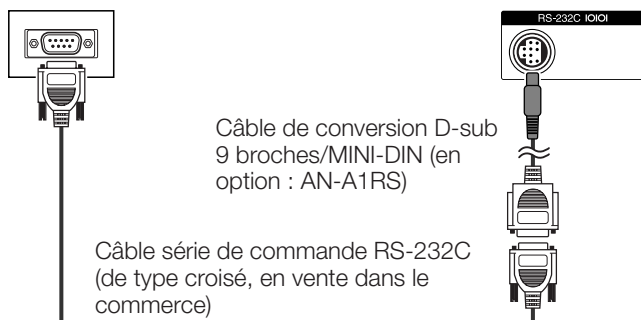 RS-232C IOIOI
Câble de conversion D-sub
9 broches/MINI-DIN (en
option : AN-A1RS)
Câble série de commande RS-232C
(de type croisé, en vente dans le
commerce)